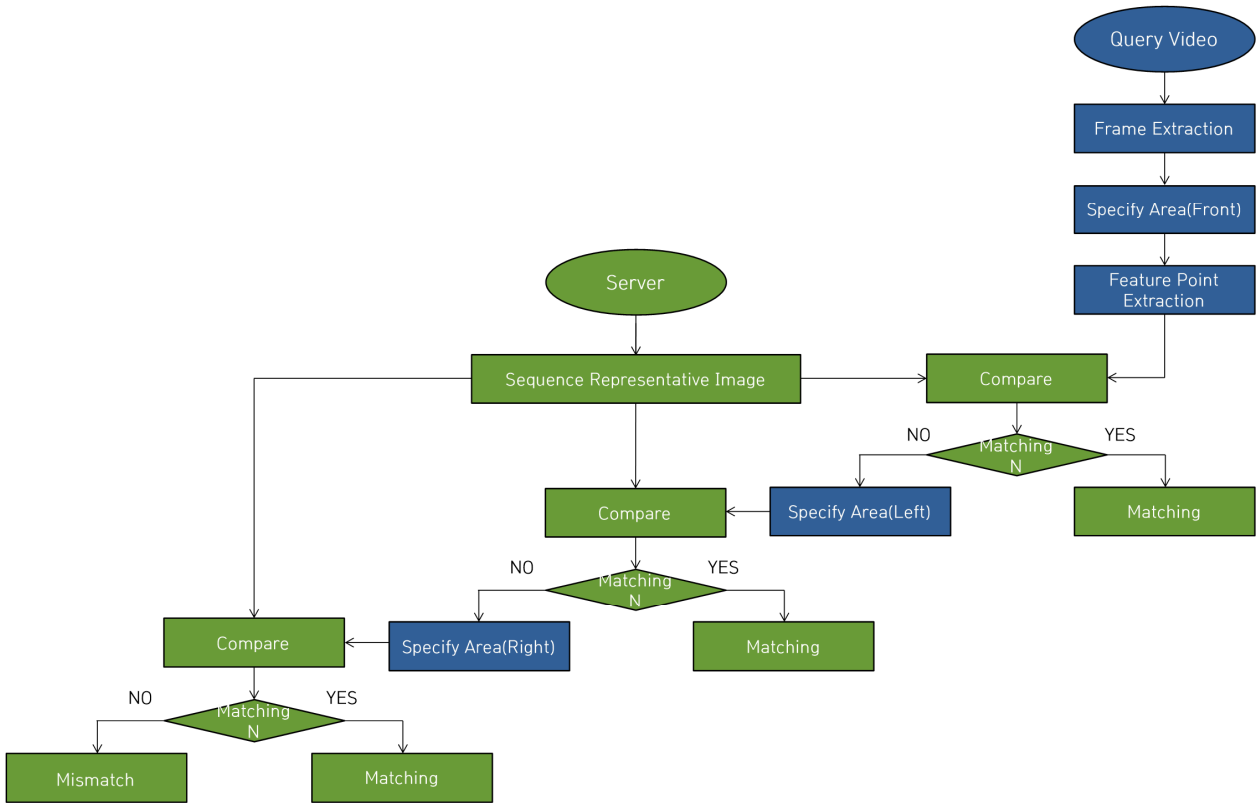 Query Video
Frame Extraction
Specify Area(Front)
Feature Point
Extraction
Server
Sequence Representative Image
Compare
NO
Matching
N
YES
Specify Area(Left)
Matching
Compare
NO
Matching
N
YES
Specify Area(Right)
Matching
Compare
NO
Matching
N
YES
Mismatch
Matching